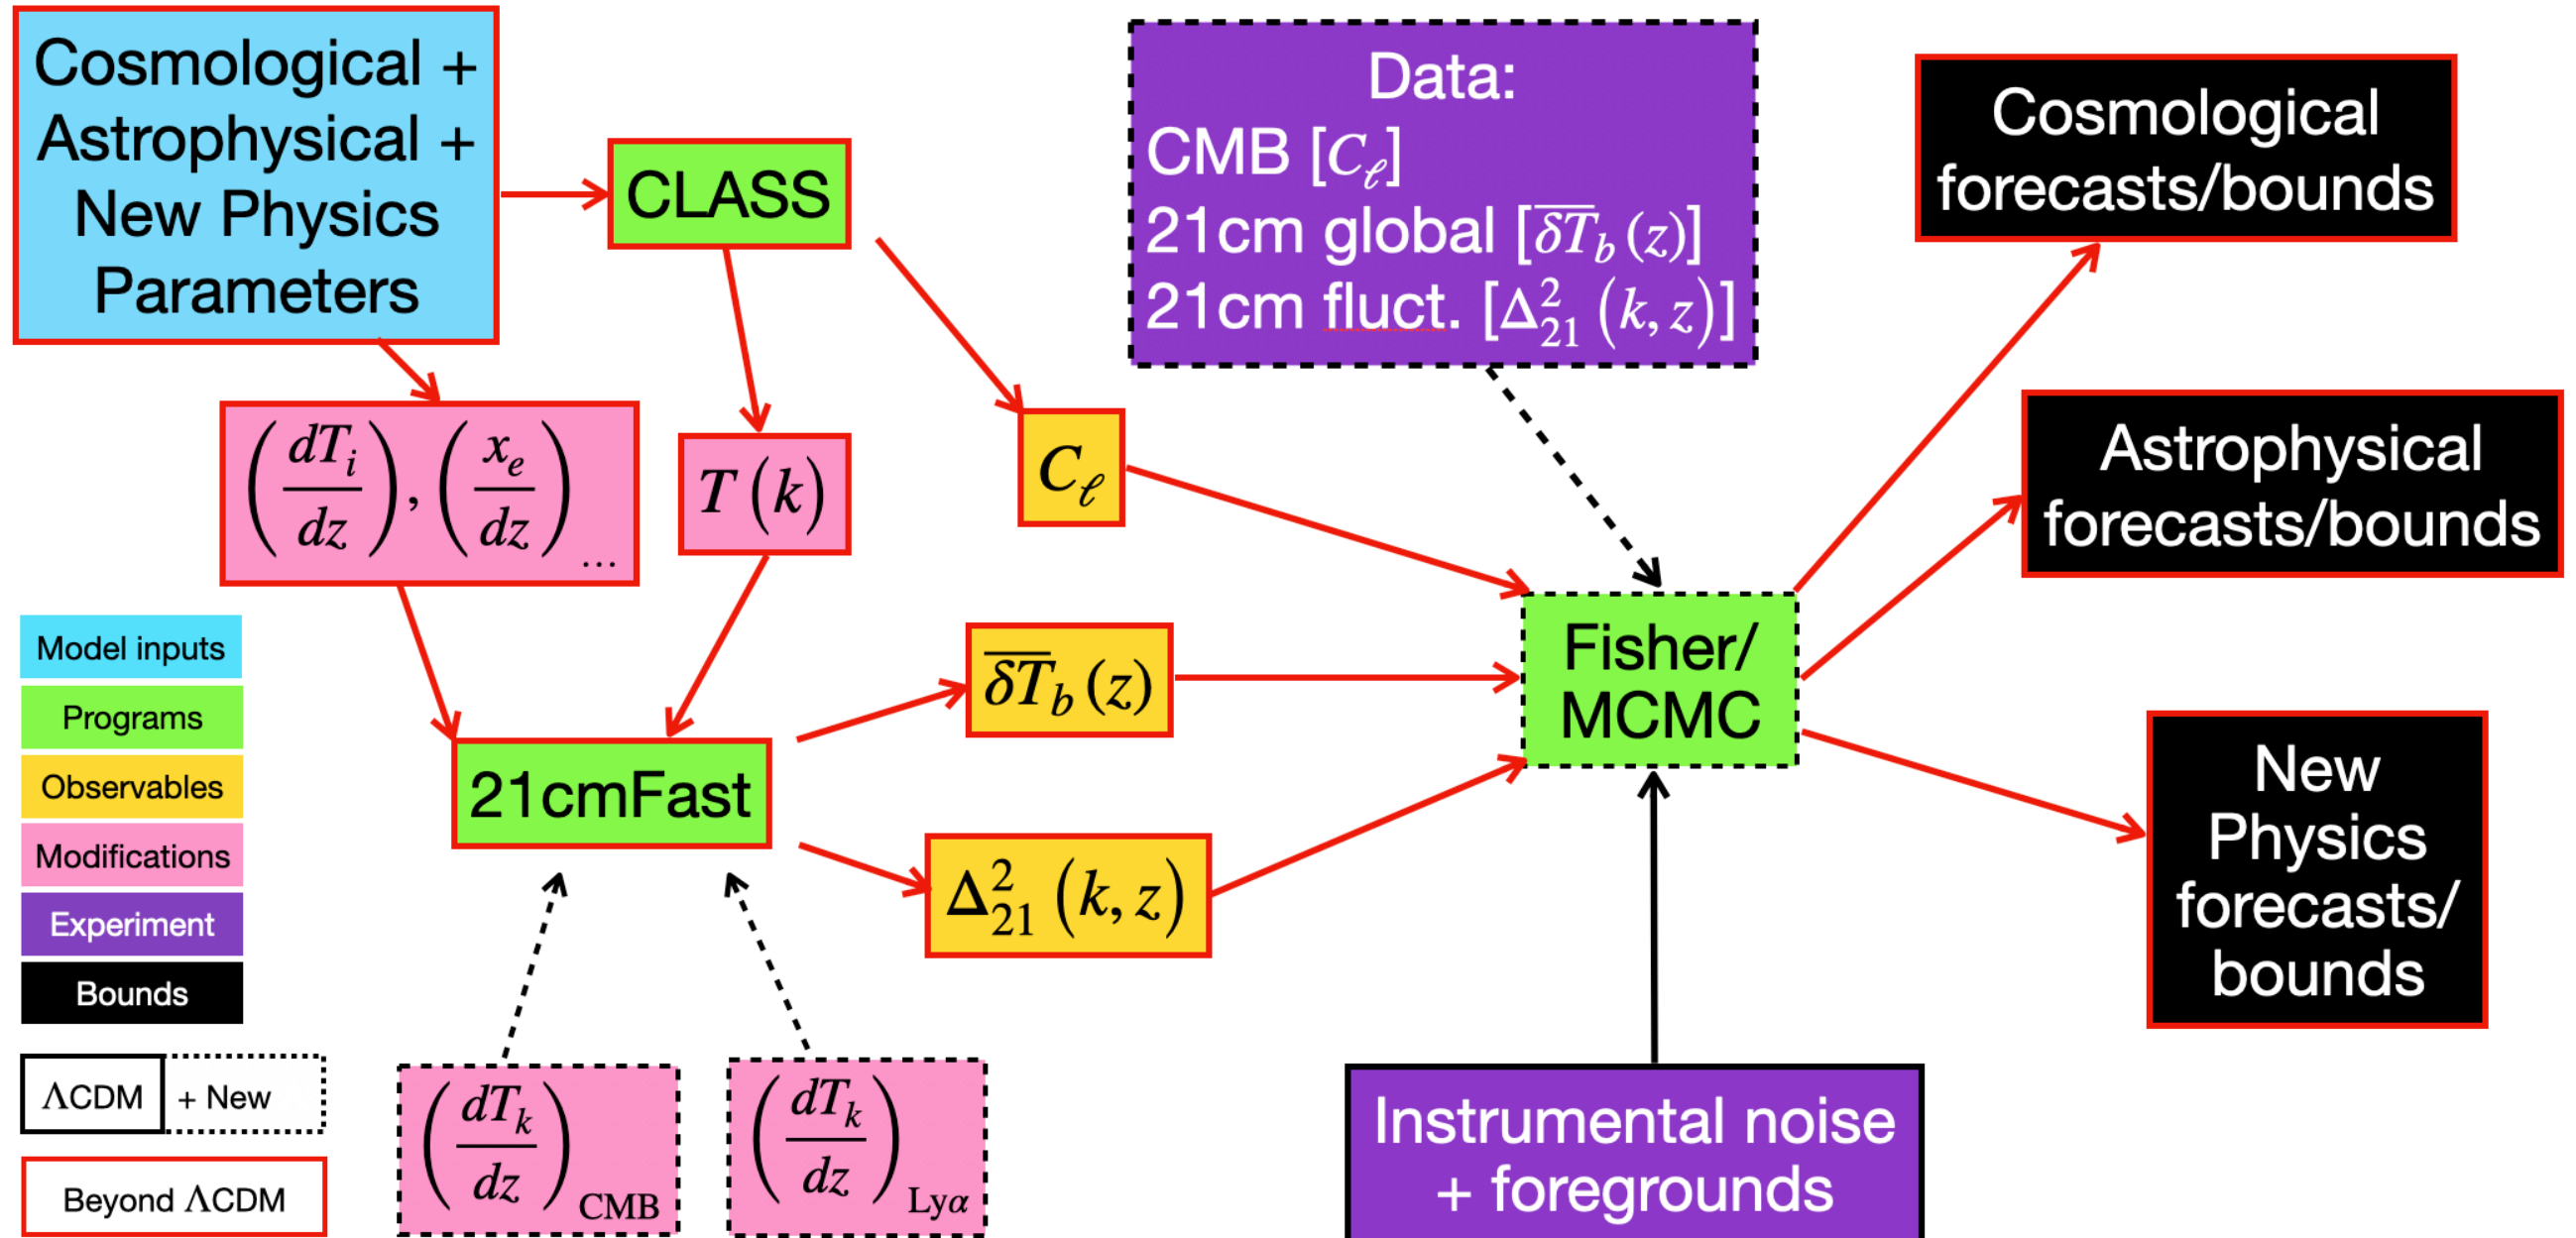 Cosmological +
Astrophysical +
New Physics
Parameters
CLASS
Data:
CMB [C_ℓ]
21cm global [\overline{δT}_b (z)]
21cm fluct. [Δ²₂₁ (k, z)]
Cosmological
forecasts/bounds
Astrophysical
forecasts/bounds
(dT_i/dz), (x_e/dz) ...
T (k)
C_ℓ
Model inputs
Programs
Observables
Modifications
Experiment
Bounds
ΛCDM + New
Beyond ΛCDM
21cmFast
\overline{δT}_b (z)
Δ²₂₁ (k, z)
Fisher/
MCMC
New
Physics
forecasts/
bounds
(dT_k/dz)_CMB
(dT_k/dz)_Lyα
Instrumental noise
+ foregrounds